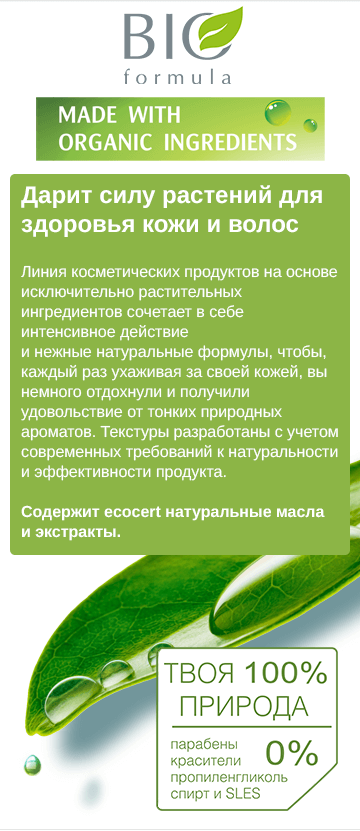 BIO
formula
MADE WITH
ORGANIC INGREDIENTS
Дарит силу растений для
здоровья кожи и волос
Линия косметических продуктов на основе
исключительно растительных
ингредиентов сочетает в себе
интенсивное действие
и нежные натуральные формулы, чтобы,
каждый раз ухаживая за своей кожей, вы
немного отдохнули и получили
удовольствие от тонких природных
ароматов. Текстуры разработаны с учетом
современных требований к натуральности
и эффективности продукта.
Содержит ecocert натуральные масла
и экстракты.
ТВОЯ 100%
ПРИРОДА
парабены
красители
пропиленгликоль
спирт и SLES
0%